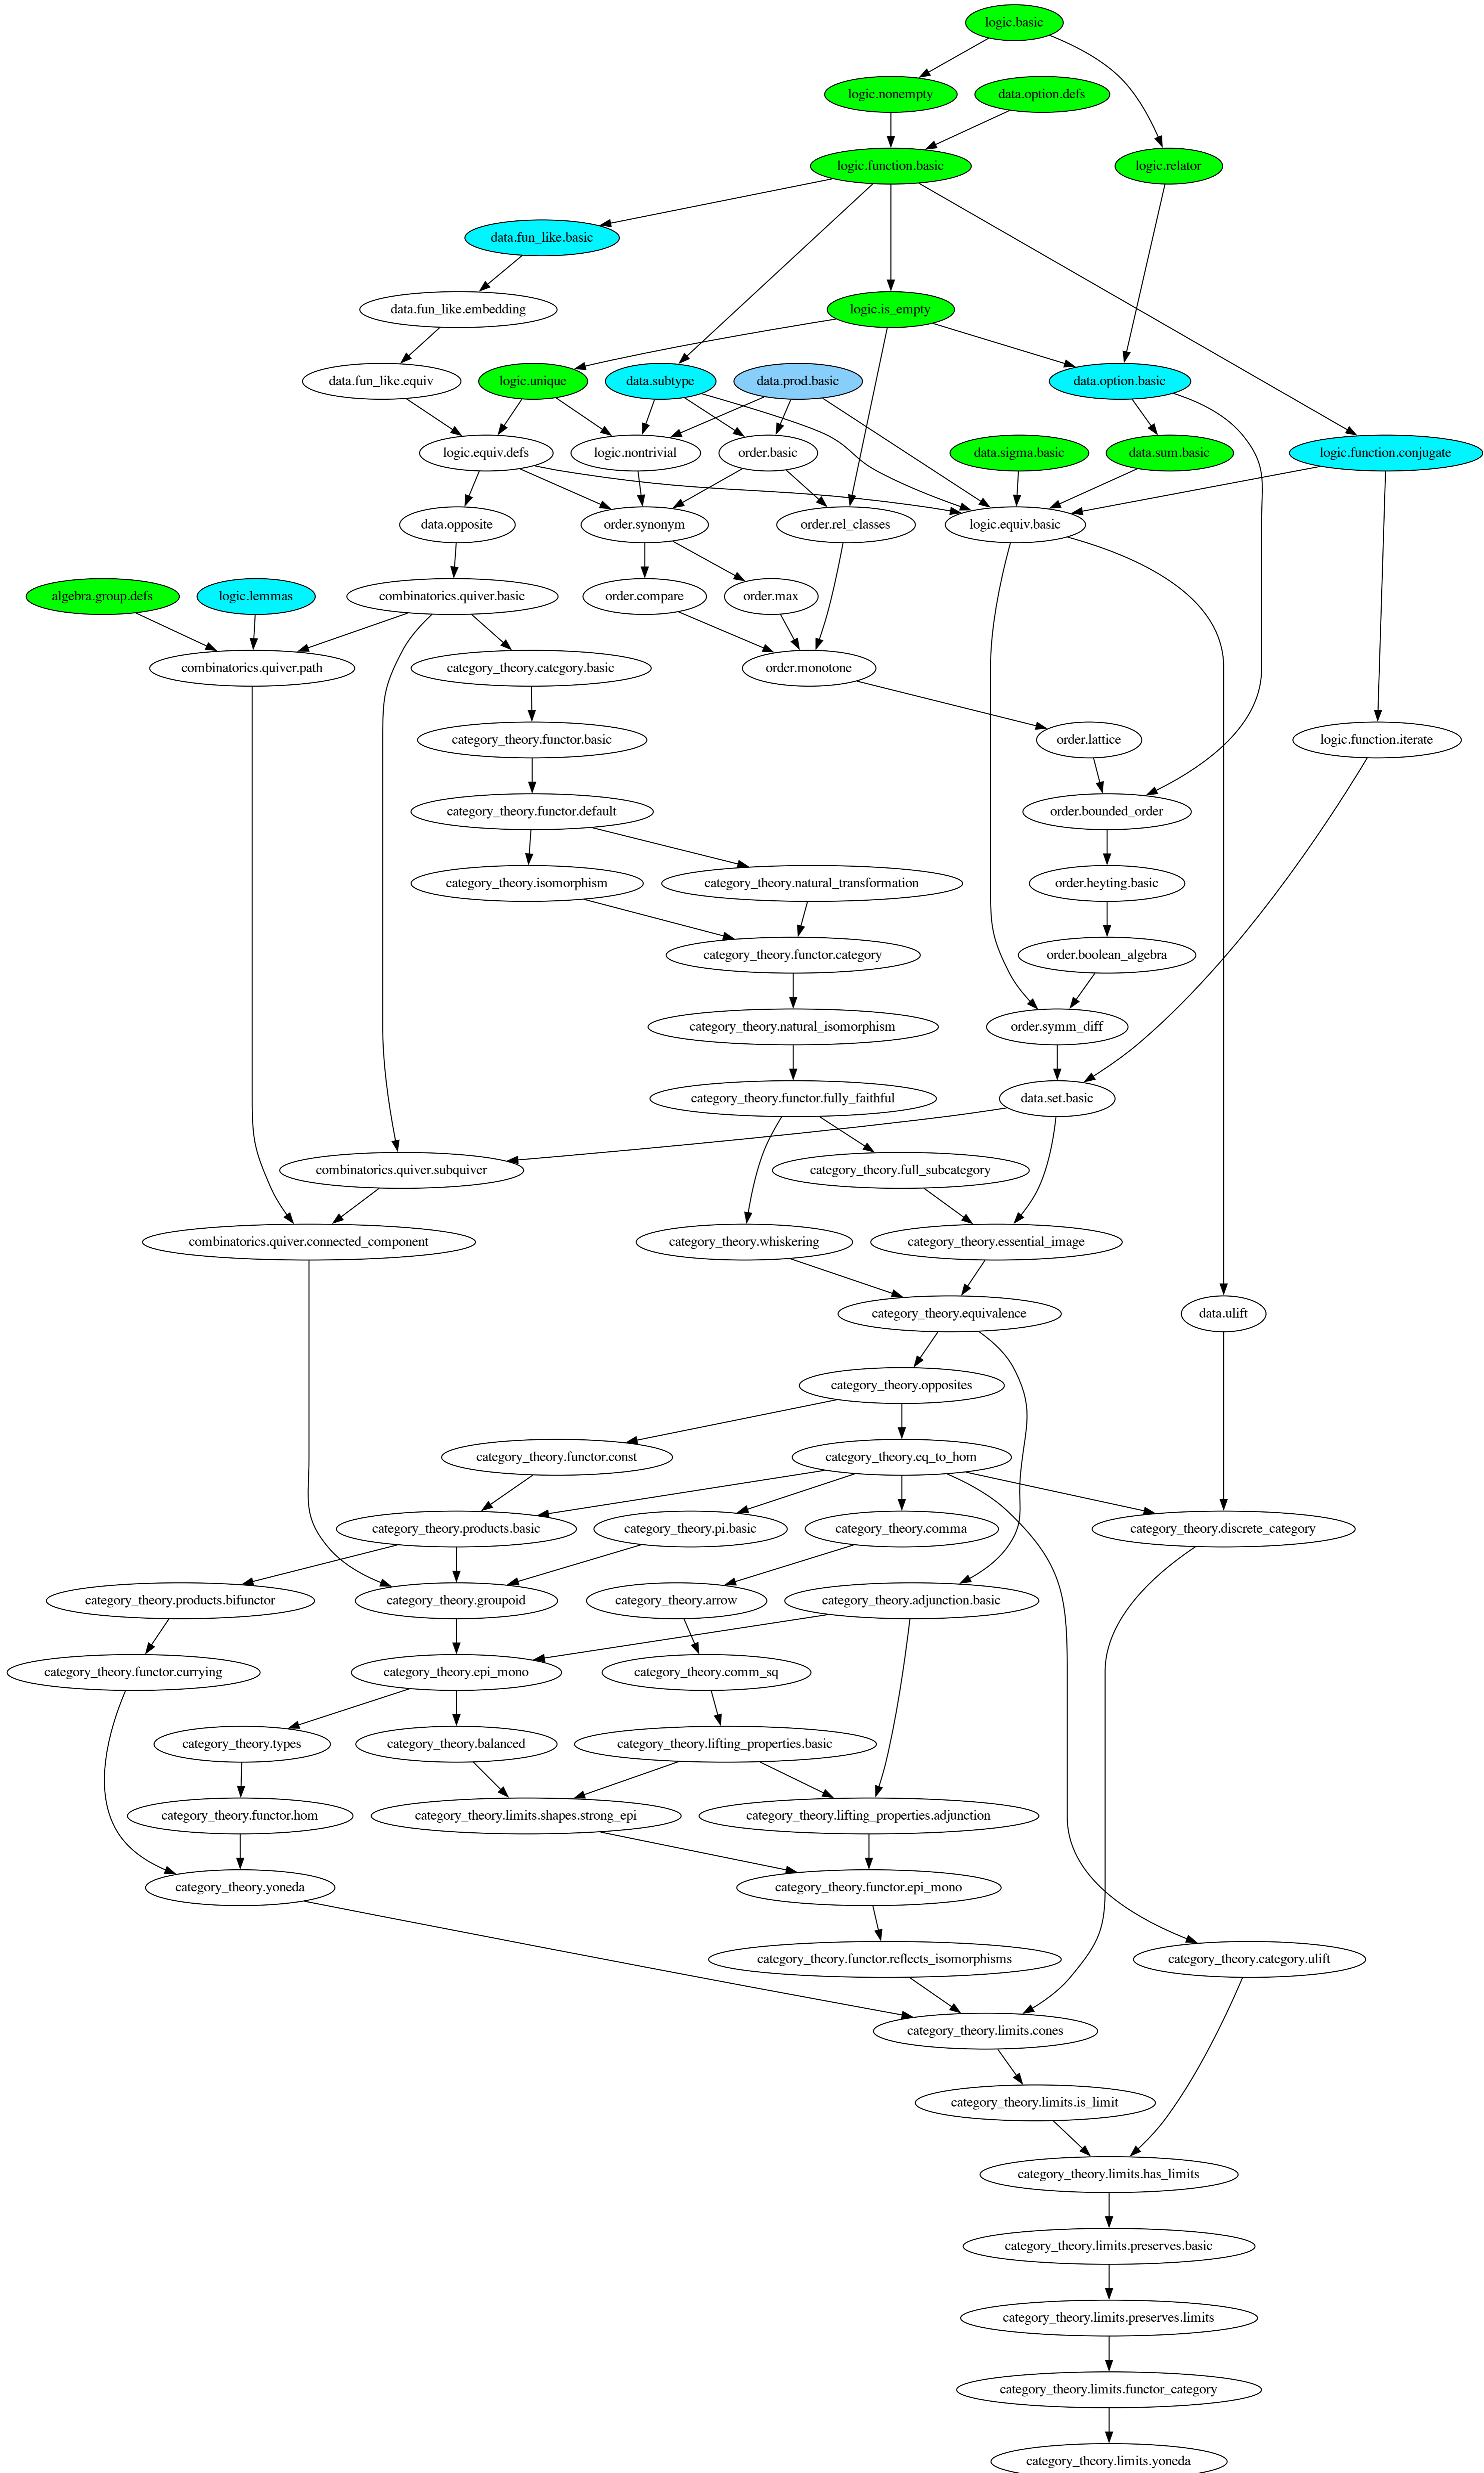 logic.basic
logic.nonempty
data.option.defs
logic.function.basic
logic.relator
data.fun_like.basic
data.fun_like.embedding
logic.is_empty
data.fun_like.equiv
logic.unique
data.subtype
data.prod.basic
data.option.basic
logic.equiv.defs
logic.nontrivial
order.basic
data.sigma.basic
data.sum.basic
logic.function.conjugate
data.opposite
order.synonym
order.rel_classes
logic.equiv.basic
algebra.group.defs
logic.lemmas
combinatorics.quiver.basic
order.compare
order.max
combinatorics.quiver.path
category_theory.category.basic
order.monotone
category_theory.functor.basic
order.lattice
logic.function.iterate
category_theory.functor.default
order.bounded_order
category_theory.isomorphism
category_theory.natural_transformation
order.heyting.basic
category_theory.functor.category
order.boolean_algebra
category_theory.natural_isomorphism
order.symm_diff
category_theory.functor.fully_faithful
data.set.basic
combinatorics.quiver.subquiver
category_theory.full_subcategory
combinatorics.quiver.connected_component
category_theory.whiskering
category_theory.essential_image
category_theory.equivalence
data.ulift
category_theory.opposites
category_theory.functor.const
category_theory.eq_to_hom
category_theory.products.basic
category_theory.pi.basic
category_theory.comma
category_theory.discrete_category
category_theory.products.bifunctor
category_theory.groupoid
category_theory.arrow
category_theory.adjunction.basic
category_theory.functor.currying
category_theory.epi_mono
category_theory.comm_sq
category_theory.types
category_theory.balanced
category_theory.lifting_properties.basic
category_theory.functor.hom
category_theory.limits.shapes.strong_epi
category_theory.lifting_properties.adjunction
category_theory.yoneda
category_theory.functor.epi_mono
category_theory.functor.reflects_isomorphisms
category_theory.category.ulift
category_theory.limits.cones
category_theory.limits.is_limit
category_theory.limits.has_limits
category_theory.limits.preserves.basic
category_theory.limits.preserves.limits
category_theory.limits.functor_category
category_theory.limits.yoneda